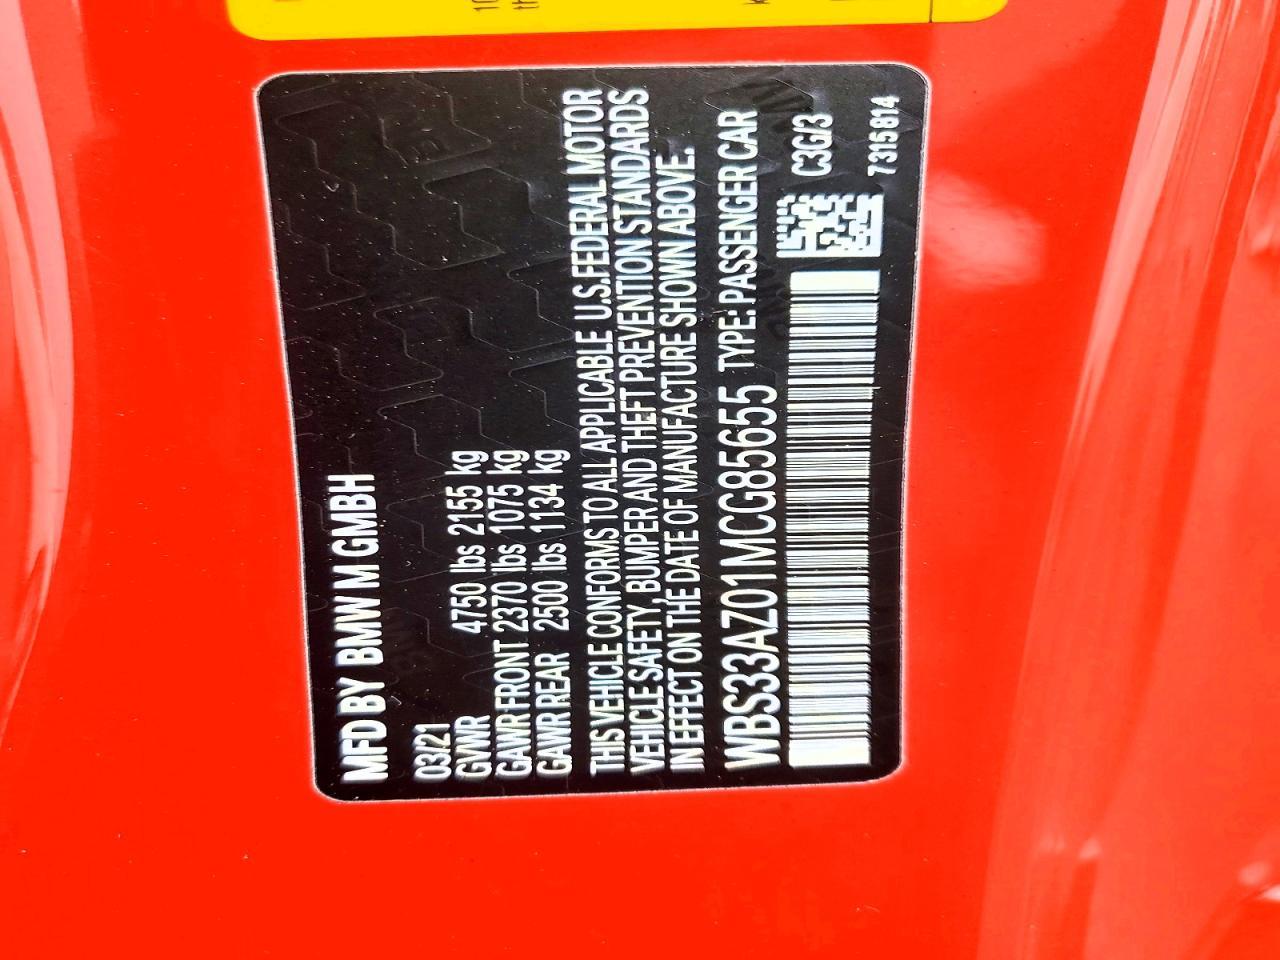 MFD BY BMW M GMBH
03/21
GVWR 4750 lbs 2155 kg
GAWR FRONT 2370 lbs 1075 kg
GAWR REAR 2500 lbs 1134 kg
THIS VEHICLE CONFORMS TO ALL APPLICABLE U.S.FEDERAL MOTOR
VEHICLE SAFETY, BUMPER AND THEFT PREVENTION STANDARDS
IN EFFECT ON THE DATE OF MANUFACTURE SHOWN ABOVE.
WBS33AZ01MCG85655 TYPE: PASSENGER CAR
C3G/3
7315814